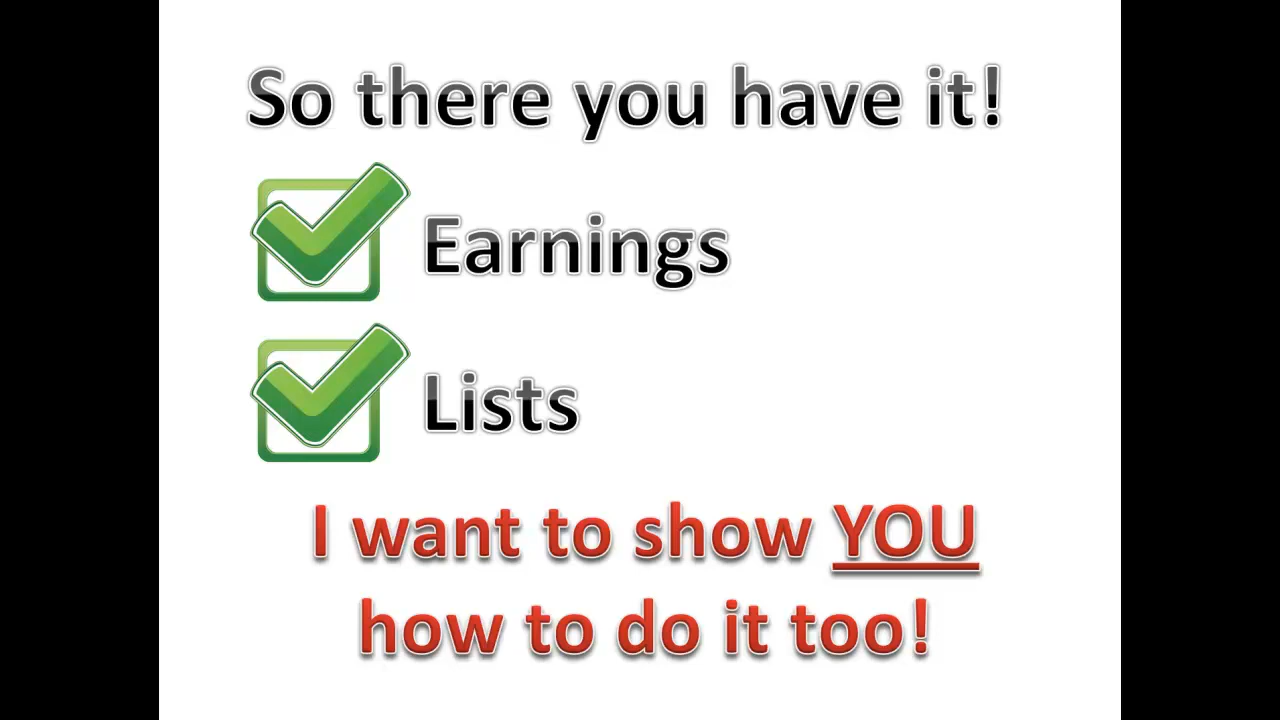 So there you have it!
Earnings
Lists
I want to show YOU
how to do it too!